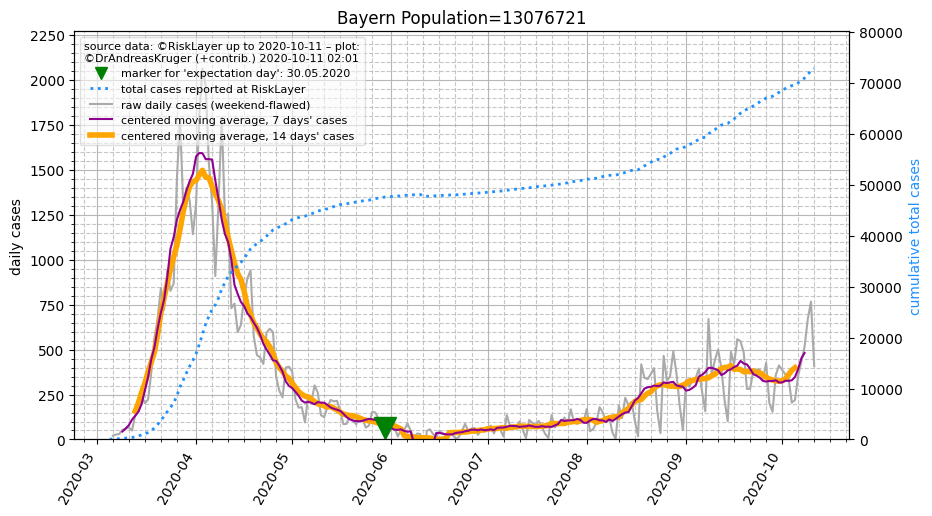 Bayern Population=13076721
source data: ©RiskLayer up to 2020-10-11 – plot:
©DrAndreasKruger (+contrib.) 2020-10-11 02:01
marker for 'expectation day': 30.05.2020
total cases reported at RiskLayer
raw daily cases (weekend-flawed)
centered moving average, 7 days' cases
centered moving average, 14 days' cases
daily cases
2250
2000
1750
1500
1250
1000
750
500
250
0
80000
70000
60000
50000
40000
30000
20000
10000
0
cumulative total cases
2020-03
2020-04
2020-05
2020-06
2020-07
2020-08
2020-09
2020-10